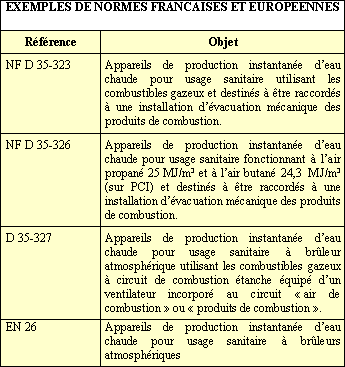 EXEMPLES DE NORMES FRANCAISES ET EUROPEENNES
Référence Objet
NF D 35-323 Appareils de production instantanée d'eau
chaude pour usage sanitaire utilisant les
combustibles gazeux et destinés à être raccordés
à une installation d'évacuation mécanique des
produits de combustion.
NF D 35-326 Appareils de production instantanée d'eau
chaude pour usage sanitaire fonctionnant à l'air
propané 25 MJ/m³ et à l'air butané 24,3 MJ/m³
(sur PCI) et destinés à être raccordés à une
installation d'évacuation mécanique des produits
de combustion.
D 35-327 Appareils de production instantanée d'eau
chaude pour usage sanitaire à brûleur
atmosphérique utilisant les combustibles gazeux
à circuit de combustion étanche équipé d'un
ventilateur incorporé au circuit « air de
combustion » ou « produits de combustion ».
EN 26 Appareils de production instantanée d'eau
chaude pour usage sanitaire à brûleurs
atmosphériques